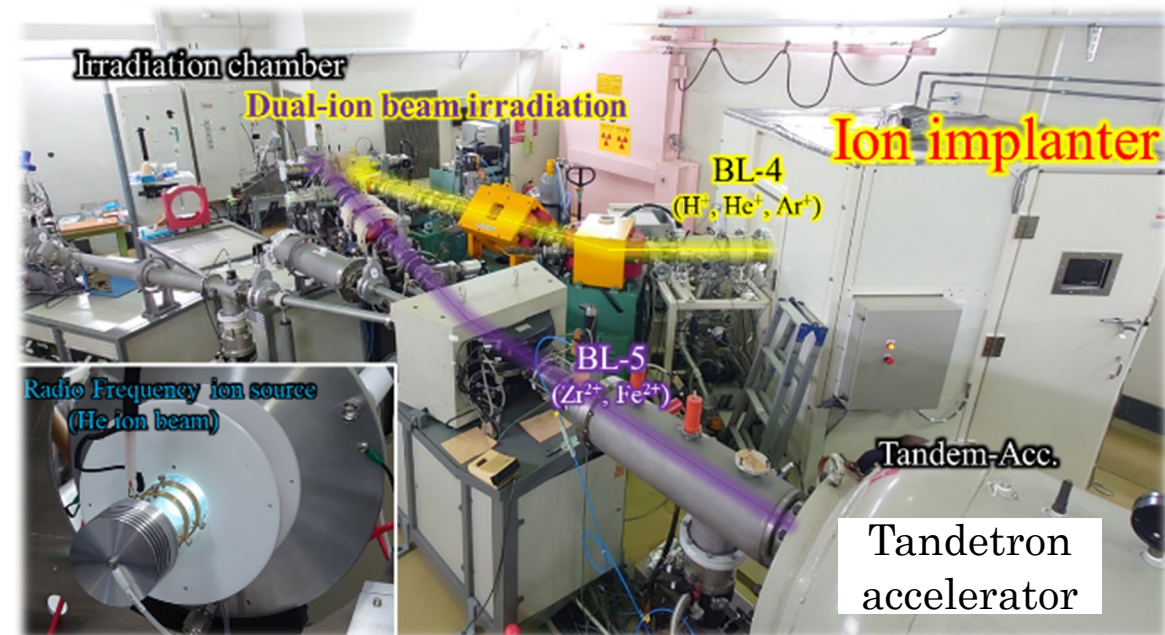 Irradiation chamber
Dual-ion beam irradiation
Ion implanter
BL-4
(H⁺, He⁺, Ar⁺)
BL-5
(Zr²⁺, Fe²⁺)
Radio Frequency ion source
(He ion beam)
Tandem-Acc.
Tandetron
accelerator